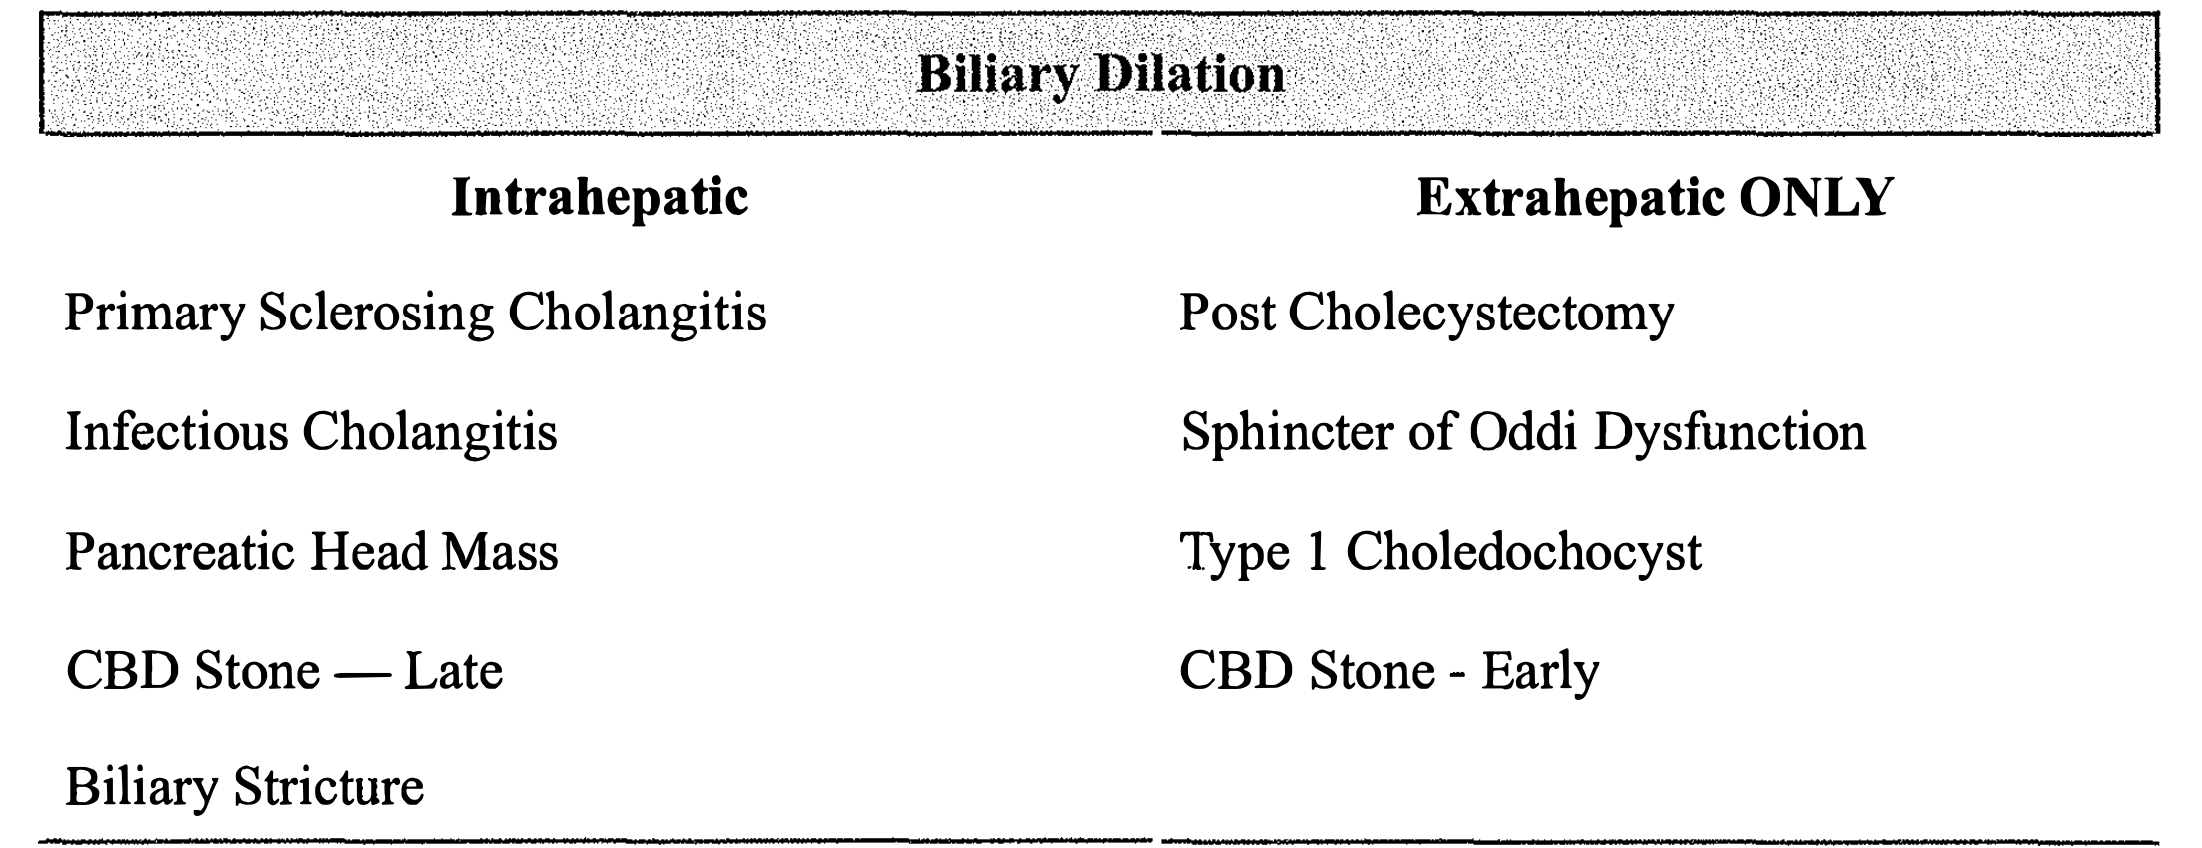 Biliary Dilation
Intrahepatic Extrahepatic ONLY
Primary Sclerosing Cholangitis Post Cholecystectomy
Infectious Cholangitis Sphincter of Oddi Dysfunction
Pancreatic Head Mass Type 1 Choledochocyst
CBD Stone — Late CBD Stone - Early
Biliary Stricture